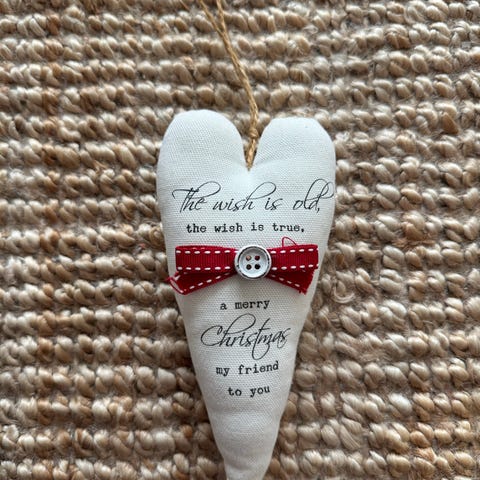 The wish is old,
the wish is true,
a merry
Christmas
my friend
to you